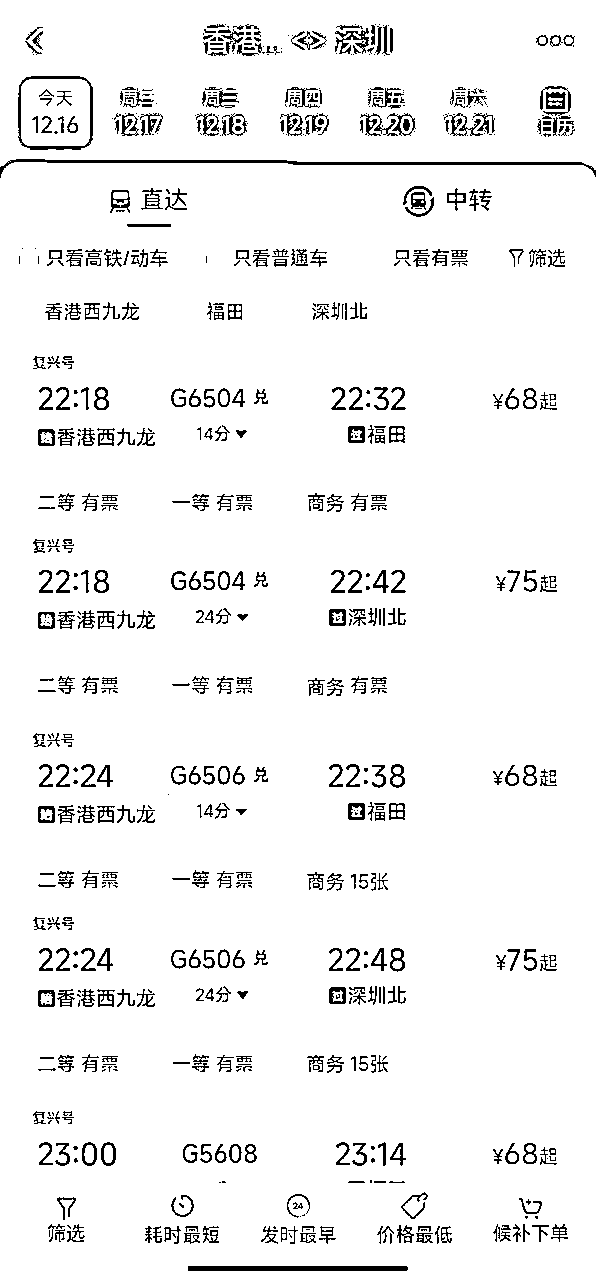 香港... 深圳
今天 周三 周四 周五 周六
12.16 12.17 12.18 12.19 12.20 12.21 日历
直达 中转
只看高铁/动车 只看普通车 只看有票 筛选
香港西九龙 福田 深圳北
复兴号
22:18 G6504 兑 22:32 ¥68起
始香港西九龙 14分 过福田
二等 有票 一等 有票 商务 有票
复兴号
22:18 G6504 兑 22:42 ¥75起
始香港西九龙 24分 过深圳北
二等 有票 一等 有票 商务 有票
复兴号
22:24 G6506 兑 22:38 ¥68起
始香港西九龙 14分 过福田
二等 有票 一等 有票 商务 15张
复兴号
22:24 G6506 兑 22:48 ¥75起
始香港西九龙 24分 过深圳北
二等 有票 一等 有票 商务 15张
复兴号
23:00 G5608 23:14 ¥68起
24
筛选 耗时最短 发时最早 价格最低 候补下单